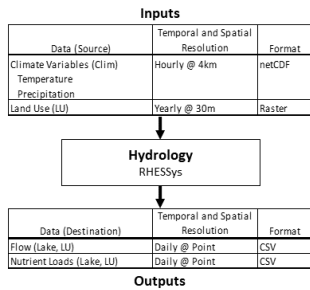 Inputs
Data (Source) Temporal and Spatial Resolution Format
Climate Variables (Clim) Hourly @ 4km netCDF
Temperature
Precipitation
Land Use (LU) Yearly @ 30m Raster
Hydrology
RHESSys
Data (Destination) Temporal and Spatial Resolution Format
Flow (Lake, LU) Daily @ Point CSV
Nutrient Loads (Lake, LU) Daily @ Point CSV
Outputs